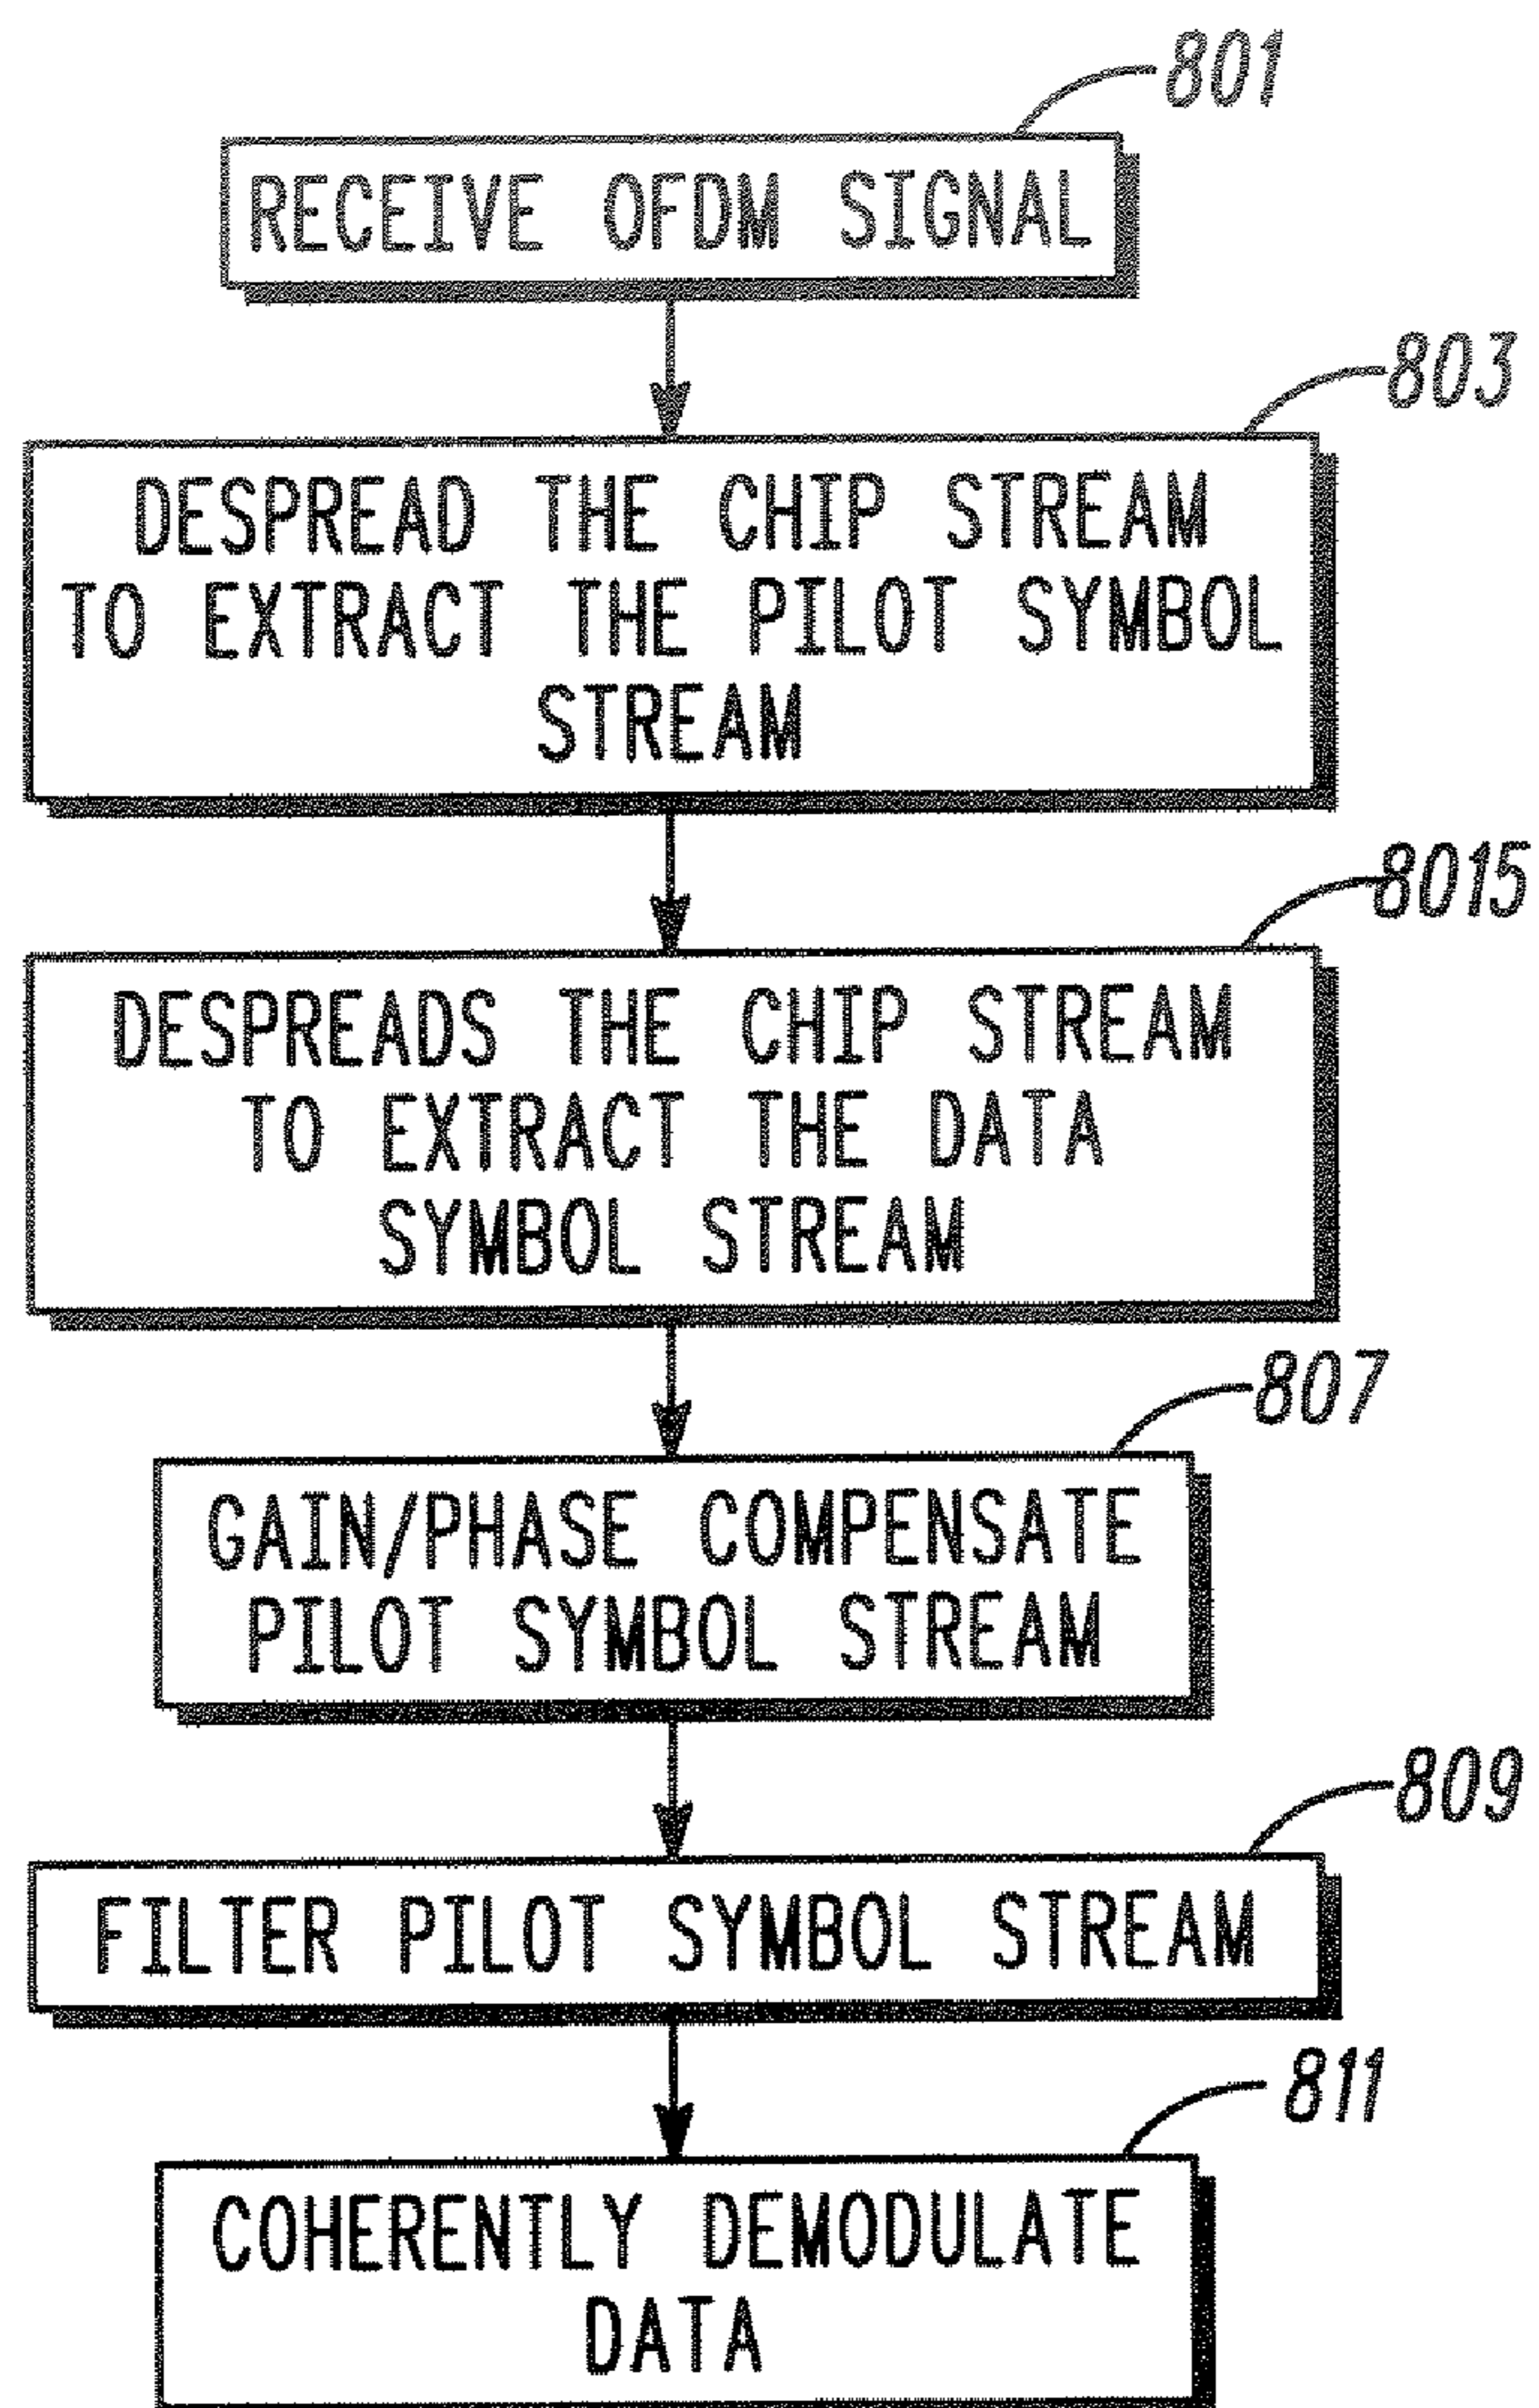 801
RECEIVE OFDM SIGNAL
803
DESPREAD THE CHIP STREAM
TO EXTRACT THE PILOT SYMBOL
STREAM
8015
DESPREADS THE CHIP STREAM
TO EXTRACT THE DATA
SYMBOL STREAM
807
GAIN/PHASE COMPENSATE
PILOT SYMBOL STREAM
809
FILTER PILOT SYMBOL STREAM
811
COHERENTLY DEMODULATE
DATA